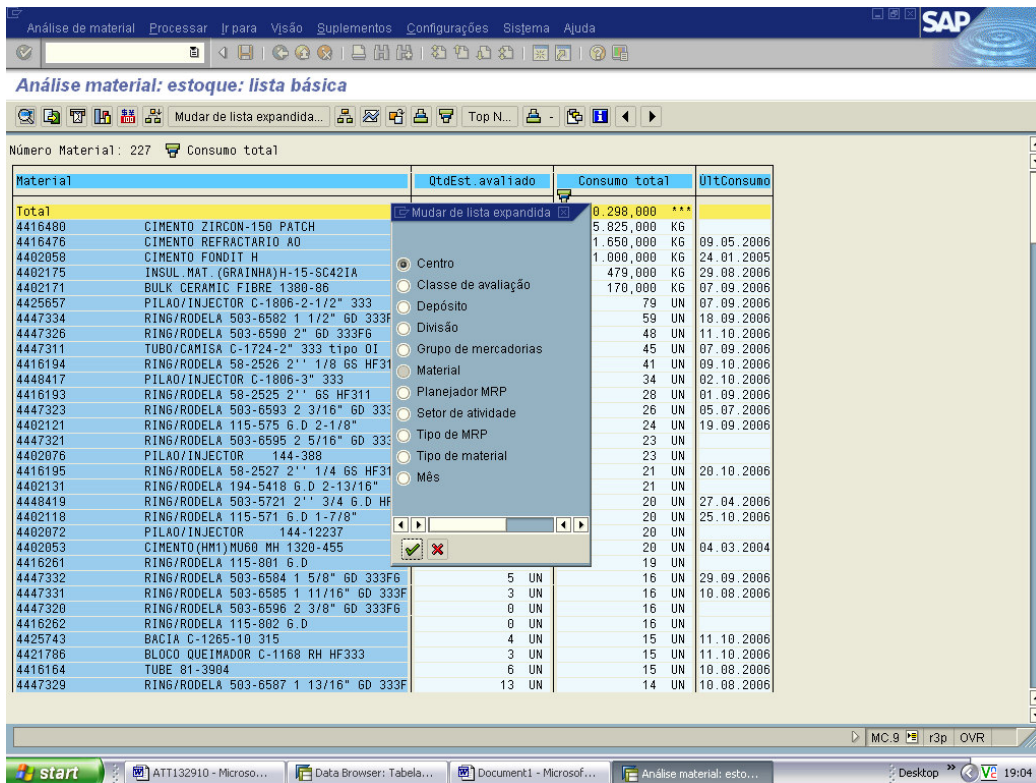 Análise de material Processar Ir para Visão Suplementos Configurações Sistema Ajuda
SAP
Análise material: estoque: lista básica
Mudar de lista expandida... Top N...
Número Material: 227 Consumo total
Material QtdEst.avaliado Consumo total ÚltConsumo
Total 0.298,000 ***
4416480 CIMENTO ZIRCON-150 PATCH 5.825,000 KG
4416476 CIMENTO REFRACTARIO AO 1.650,000 KG 09.05.2006
4402058 CIMENTO FONDIT H 1.000,000 KG 24.01.2005
4402175 INSUL.MAT.(GRAINHA)H-15-SC42IA 479,000 KG 29.08.2006
4402171 BULK CERAMIC FIBRE 1380-86 170,000 KG 07.09.2006
4425657 PILAO/INJECTOR C-1806-2-1/2" 333 79 UN 07.09.2006
4447334 RING/RODELA 503-6582 1 1/2" GD 333F 59 UN 18.09.2006
4447326 RING/RODELA 503-6590 2" GD 333FG 48 UN 11.10.2006
4447311 TUBO/CAMISA C-1724-2" 333 tipo OI 45 UN 07.09.2006
4416194 RING/RODELA 58-2526 2'' 1/8 GS HF31 41 UN 09.10.2006
4448417 PILAO/INJECTOR C-1806-3" 333 34 UN 02.10.2006
4416193 RING/RODELA 58-2525 2'' GS HF311 28 UN 01.09.2006
4447323 RING/RODELA 503-6593 2 3/16" GD 333 26 UN 05.07.2006
4402121 RING/RODELA 115-575 G.D 2-1/8" 24 UN 19.09.2006
4447321 RING/RODELA 503-6595 2 5/16" GD 333 23 UN
4402076 PILAO/INJECTOR 144-388 23 UN
4416195 RING/RODELA 58-2527 2'' 1/4 GS HF31 21 UN 20.10.2006
4402131 RING/RODELA 194-5418 G.D 2-13/16" 21 UN
4448419 RING/RODELA 503-5721 2'' 3/4 G.D HF 20 UN 27.04.2006
4402118 RING/RODELA 115-571 G.D 1-7/8" 20 UN 25.10.2006
4402072 PILAO/INJECTOR 144-12237 20 UN
4402053 CIMENTO(HM1)MU60 MH 1320-455 20 UN 04.03.2004
4416261 RING/RODELA 115-801 G.D 19 UN
4447332 RING/RODELA 503-6584 1 5/8" GD 333FG 5 UN 16 UN 29.09.2006
4447331 RING/RODELA 503-6585 1 11/16" GD 333F 3 UN 16 UN 10.08.2006
4447320 RING/RODELA 503-6596 2 3/8" GD 333FG 0 UN 16 UN
4416262 RING/RODELA 115-802 G.D 0 UN 16 UN
4425743 BACIA C-1265-10 315 4 UN 15 UN 11.10.2006
4421786 BLOCO QUEIMADOR C-1168 RH HF333 3 UN 15 UN 11.10.2006
4416164 TUBE 81-3904 6 UN 15 UN 10.08.2006
4447329 RING/RODELA 503-6587 1 13/16" GD 333F 13 UN 14 UN 10.08.2006
Mudar de lista expandida
Centro
Classe de avaliação
Depósito
Divisão
Grupo de mercadorias
Material
Planejador MRP
Setor de atividade
Tipo de MRP
Tipo de material
Mês
MC.9 r3p OVR
start ATT132910 - Microso... Data Browser: Tabela... Document1 - Microsof... Análise material: esto... Desktop 19:04